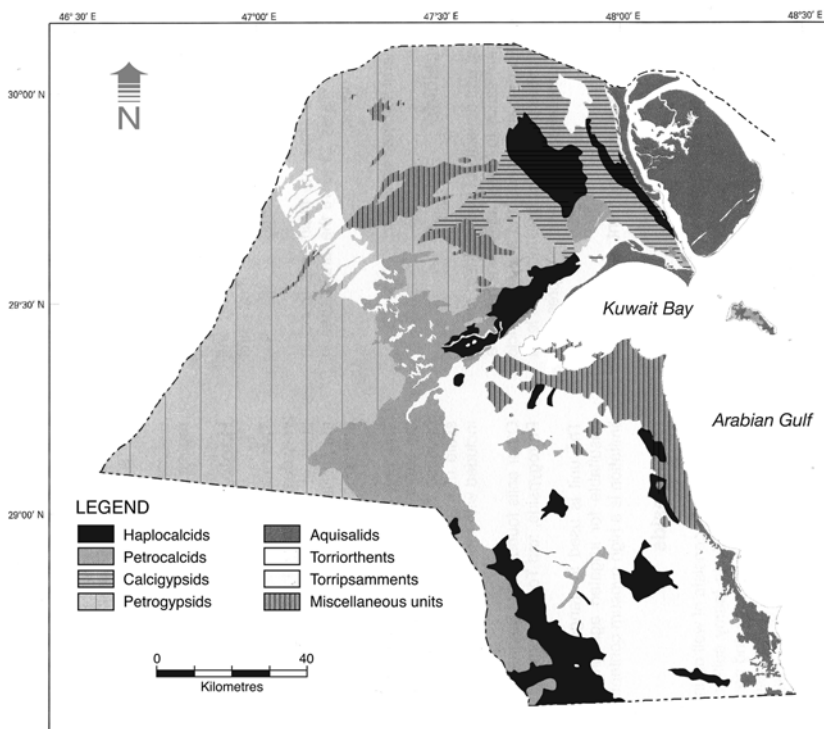 46° 30' E
47°00' E
47°30' E
48°00' E
48°30' E
30°00' N
N
29°30' N
Kuwait Bay
Arabian Gulf
29°00' N
LEGEND
Haplocalcids
Petrocalcids
Calcigypsids
Petrogypsids
Aquisalids
Torriorthents
Torripsamments
Miscellaneous units
0
40
Kilometres